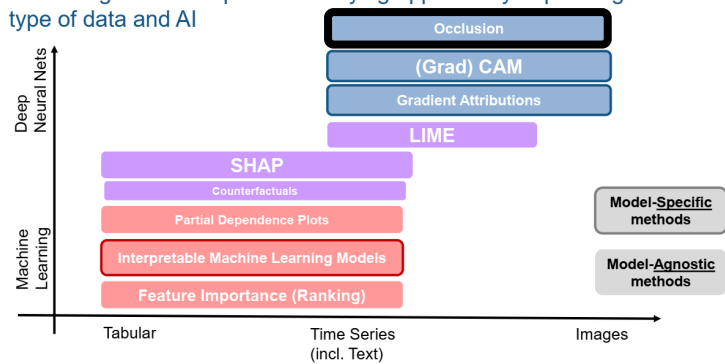 type of data and AI
Occlusion
(Grad) CAM
Gradient Attributions
LIME
SHAP
Counterfactuals
Partial Dependence Plots
Interpretable Machine Learning Models
Feature Importance (Ranking)
Deep
Neural Nets
Machine
Learning
Model-Specific
methods
Model-Agnostic
methods
Tabular
Time Series
(incl. Text)
Images